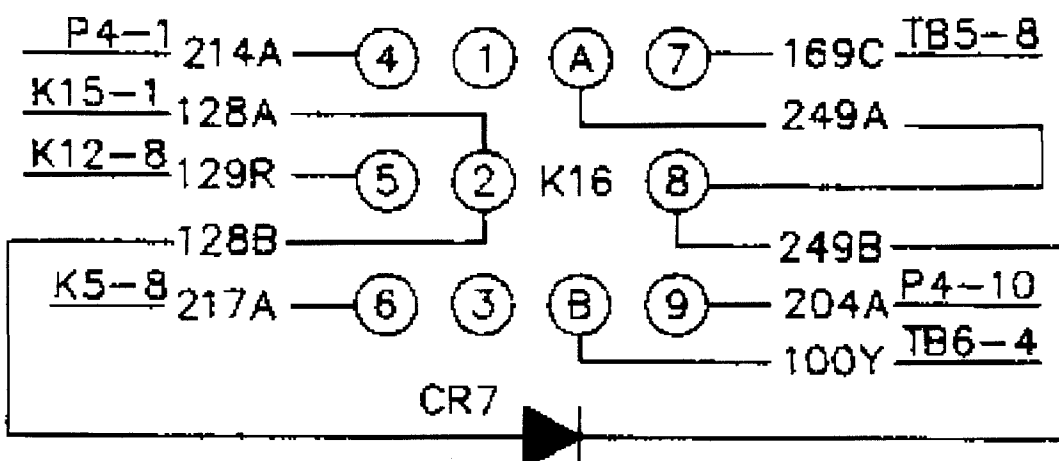 P4-1 214A 4 1 A 7 169C TB5-8
K15-1 128A 249A
K12-8 129R 5 2 K16 8
128B 249B
K5-8 217A 6 3 B 9 204A P4-10
100Y TB6-4
CR7